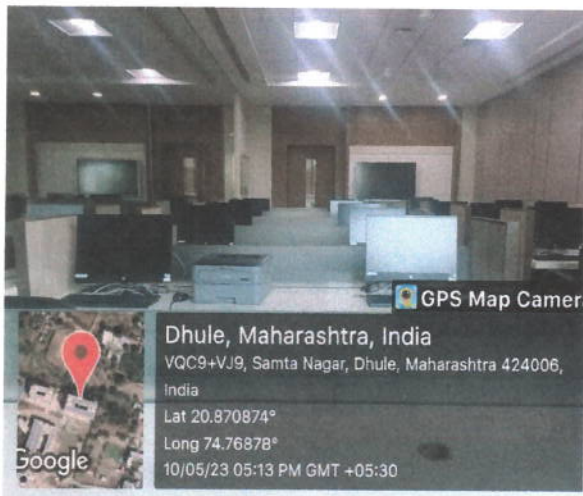 GPS Map Camer
Dhule, Maharashtra, India
VQC9+VJ9, Samta Nagar, Dhule, Maharashtra 424006,
India
Lat 20.870874°
Long 74.76878°
10/05/23 05:13 PM GMT +05:30
Google